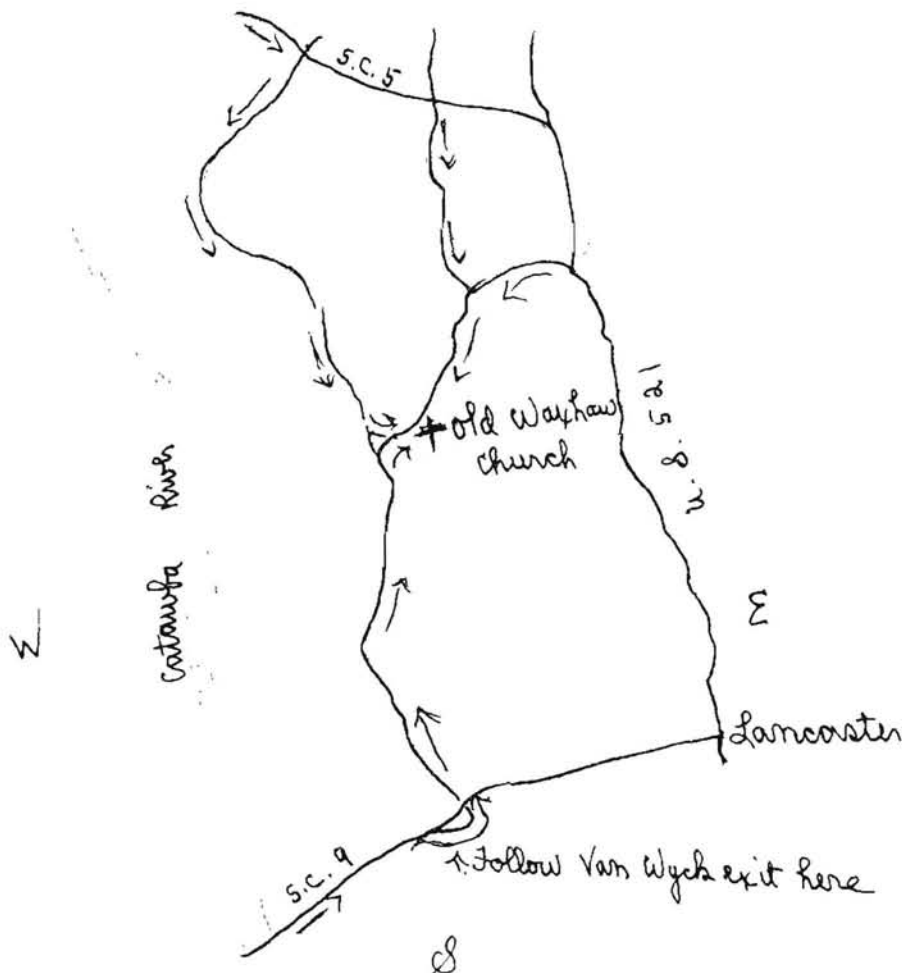 S.C. 5
old Waxhaw
church
U.S. 521
Catawba River
E
W
Lancaster
Follow Van Wyck exit here
S.C. 9
S